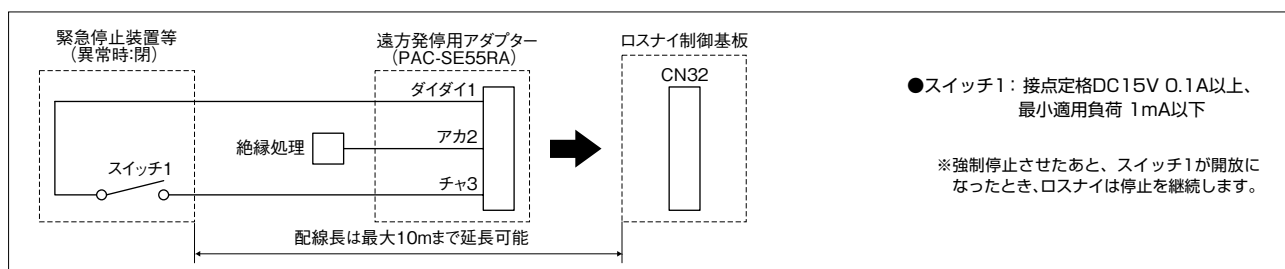 緊急停止装置等
(異常時:閉)
遠方発停用アダプター
(PAC-SE55RA)
ロスナイ制御基板
CN32
ダイダイ1
アカ2
絶縁処理
スイッチ1
チャ3
配線長は最大10mまで延長可能
●スイッチ1：接点定格DC15V 0.1A以上、
最小適用負荷 1mA以下
※強制停止させたあと、スイッチ1が開放に
なったとき、ロスナイは停止を継続します。